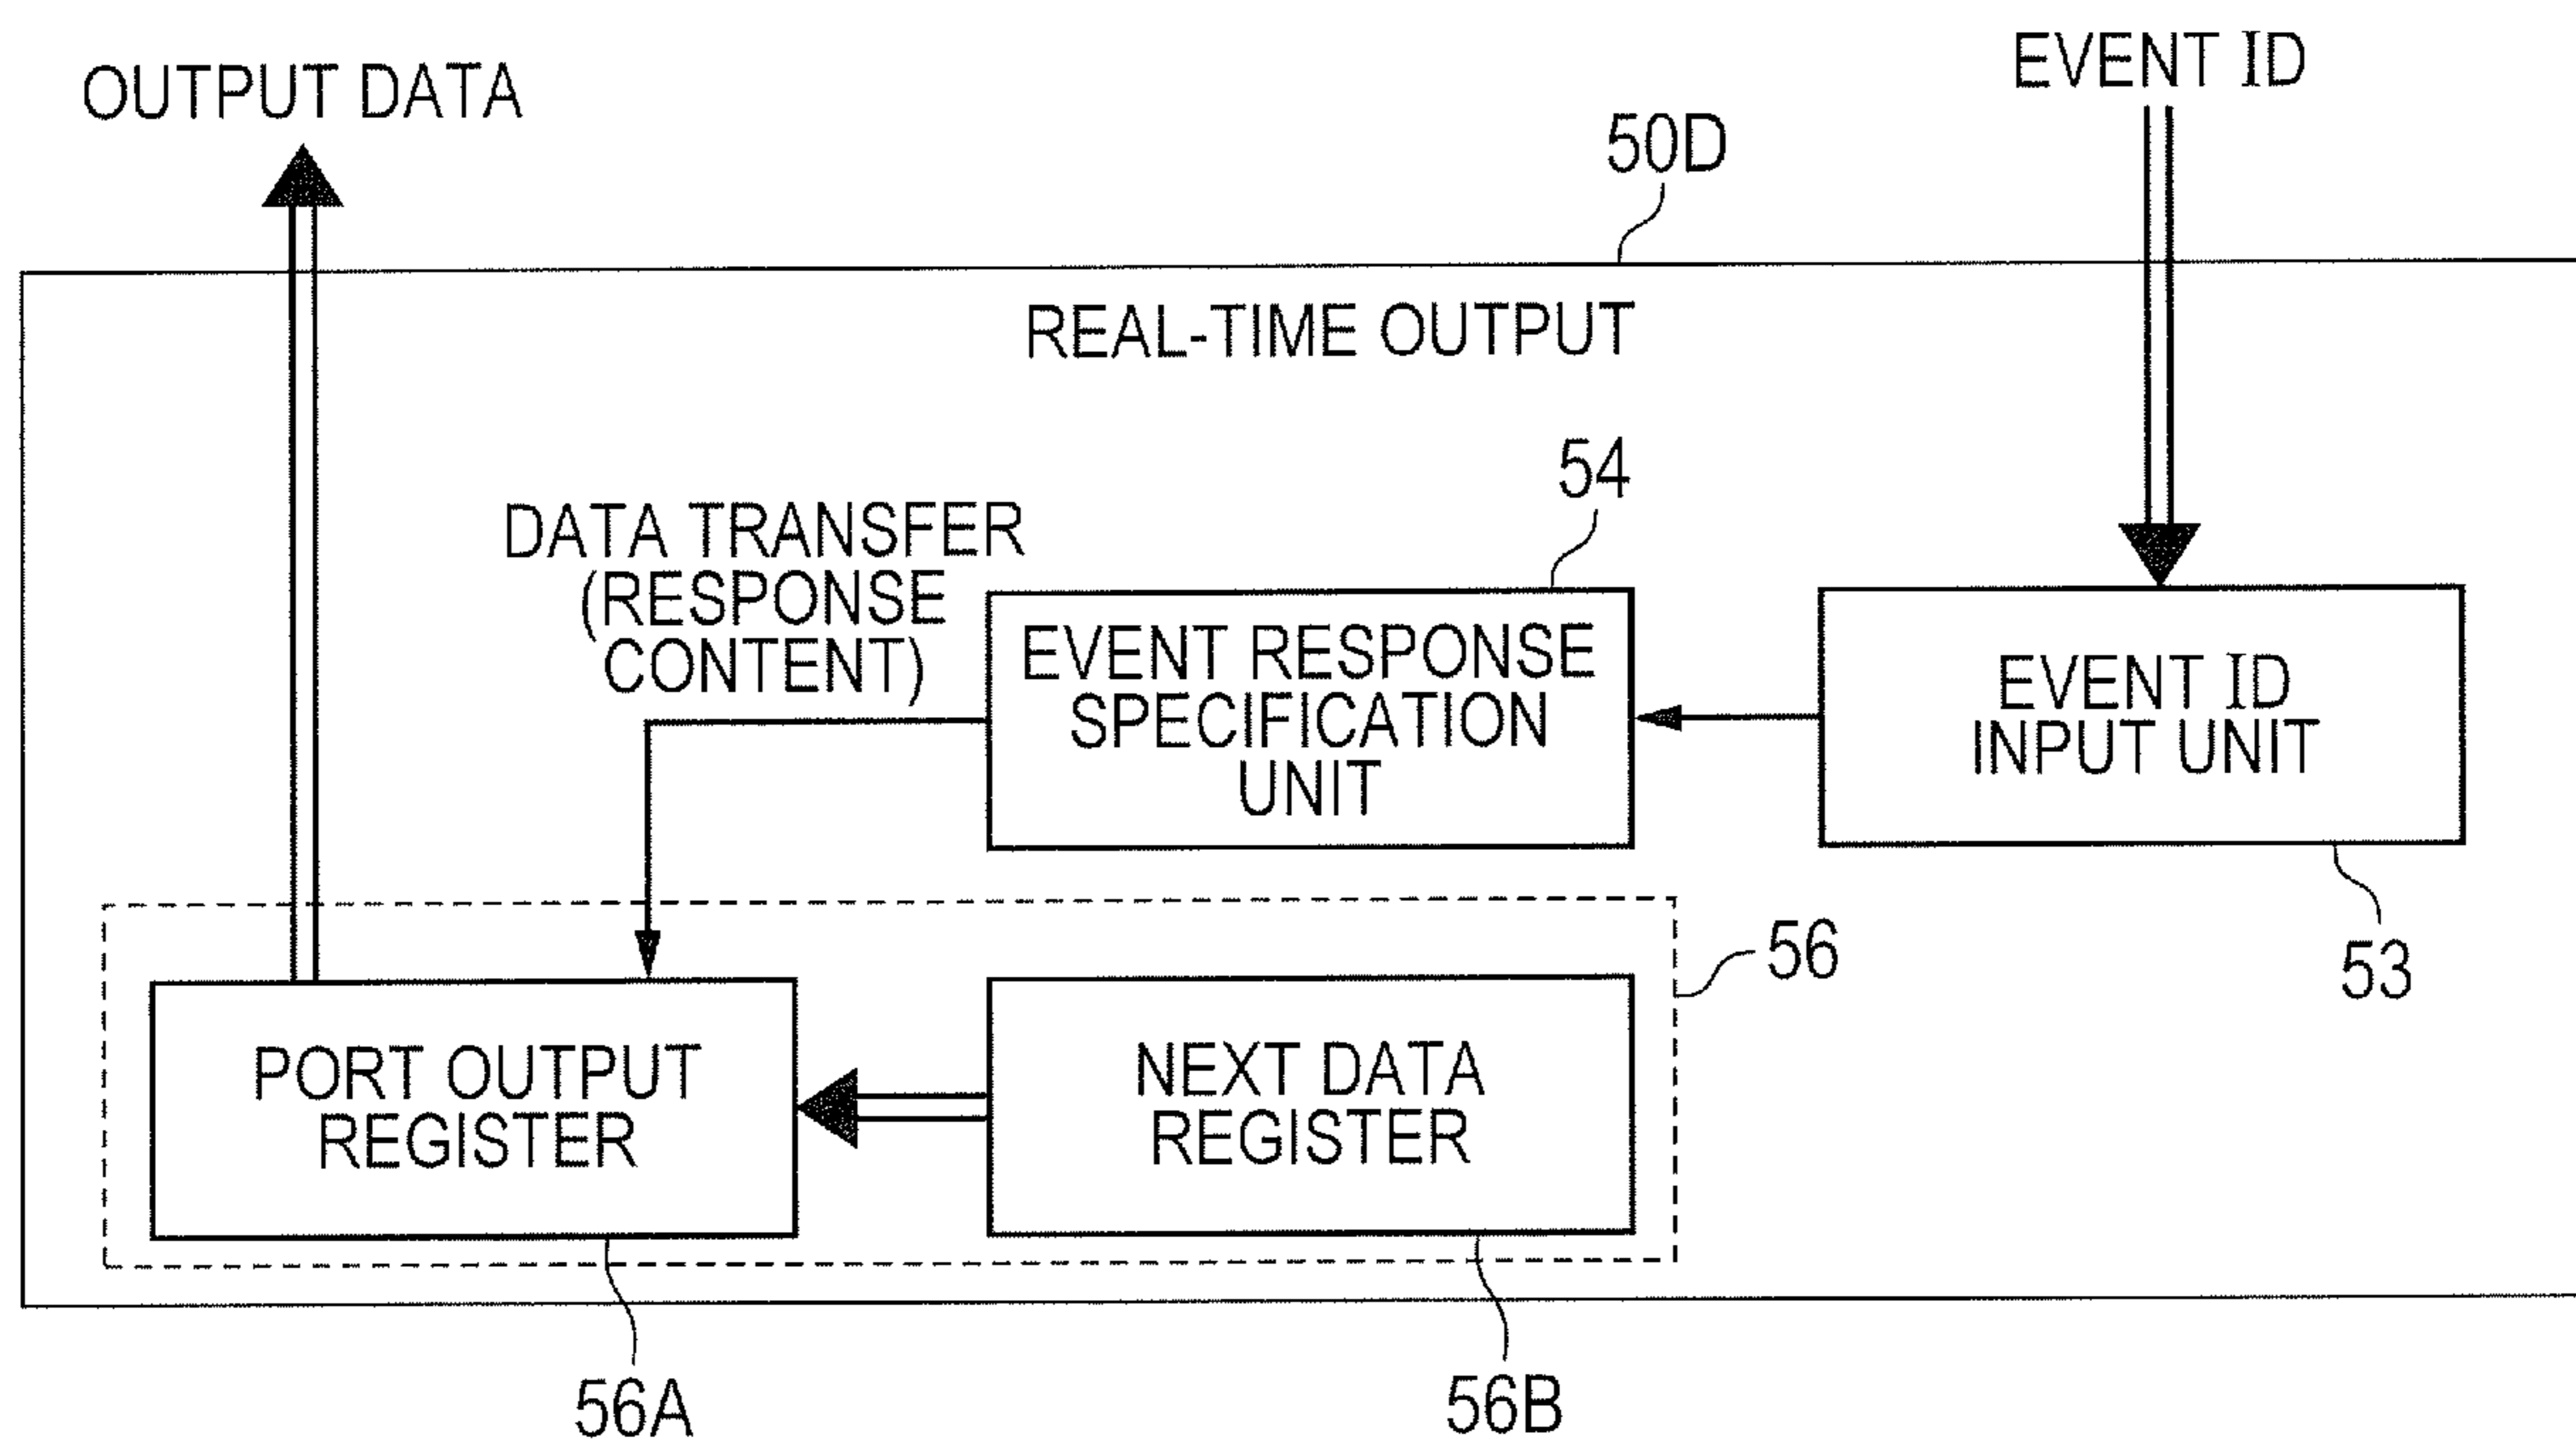 OUTPUT DATA
EVENT ID
50D
REAL-TIME OUTPUT
54
DATA TRANSFER
(RESPONSE
CONTENT)
EVENT RESPONSE
SPECIFICATION
UNIT
EVENT ID
INPUT UNIT
56
53
PORT OUTPUT
REGISTER
NEXT DATA
REGISTER
56A
56B